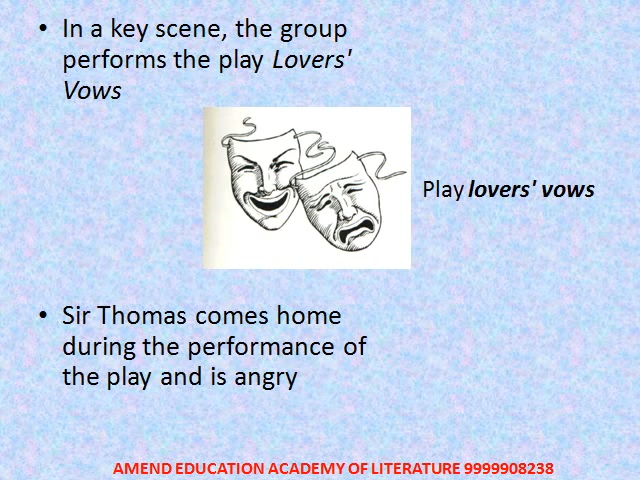 • In a key scene, the group
performs the play Lovers'
Vows
Play lovers' vows
• Sir Thomas comes home
during the performance of
the play and is angry
AMEND EDUCATION ACADEMY OF LITERATURE 9999908238